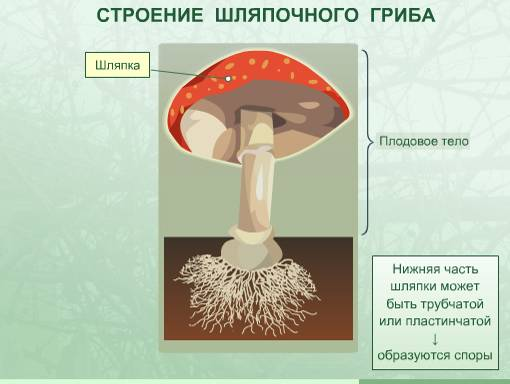 СТРОЕНИЕ ШЛЯПОЧНОГО ГРИБА
Шляпка
Плодовое тело
Нижняя часть
шляпки может
быть трубчатой
или пластинчатой
↓
образуются споры